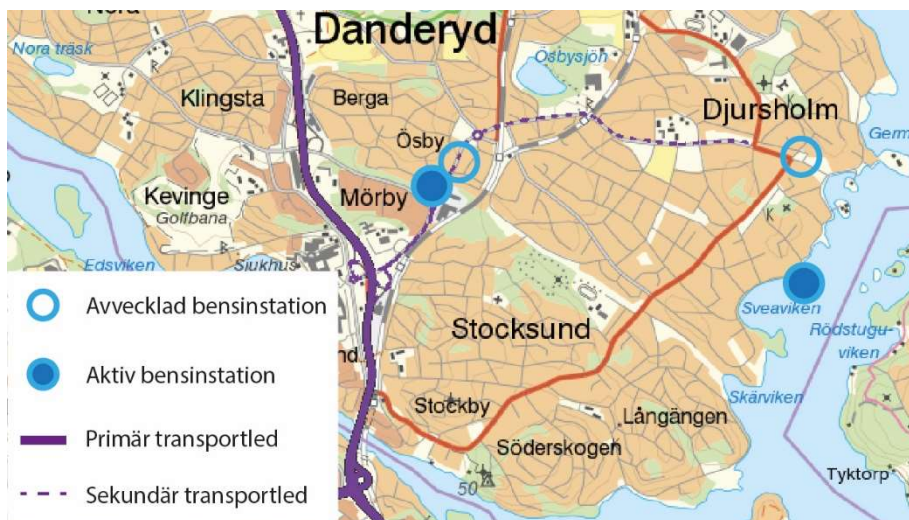 Danderyd
Nora träsk
Klingsta
Berga
Ösbysjön
Djursholm
Ösby
Germ
Mörby
Kevinge
Golfbana
K
Edsviken
Sjukhus
Sveaviken
Stocksund
Rödstugu-
viken
nd
Skärviken
Stockby
Långängen
Söderskogen
Tyktorp
50
Avvecklad bensinstation
Aktiv bensinstation
Primär transportled
Sekundär transportled